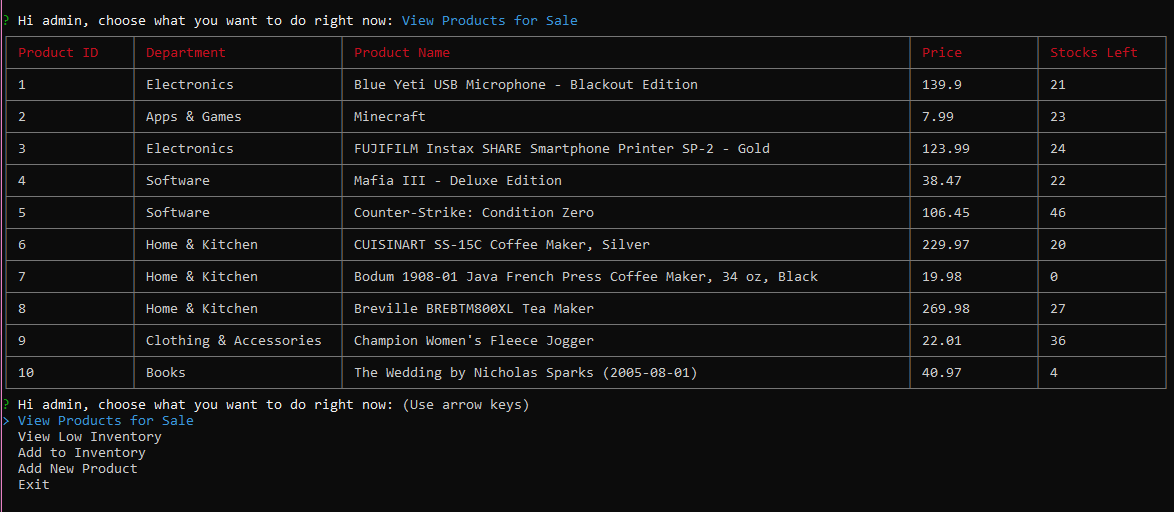 ? Hi admin, choose what you want to do right now: View Products for Sale
Product ID Department Product Name Price Stocks Left
1 Electronics Blue Yeti USB Microphone - Blackout Edition 139.9 21
2 Apps & Games Minecraft 7.99 23
3 Electronics FUJIFILM Instax SHARE Smartphone Printer SP-2 - Gold 123.99 24
4 Software Mafia III - Deluxe Edition 38.47 22
5 Software Counter-Strike: Condition Zero 106.45 46
6 Home & Kitchen CUISINART SS-15C Coffee Maker, Silver 229.97 20
7 Home & Kitchen Bodum 1908-01 Java French Press Coffee Maker, 34 oz, Black 19.98 0
8 Home & Kitchen Breville BREBTM800XL Tea Maker 269.98 27
9 Clothing & Accessories Champion Women's Fleece Jogger 22.01 36
10 Books The Wedding by Nicholas Sparks (2005-08-01) 40.97 4
? Hi admin, choose what you want to do right now: (Use arrow keys)
> View Products for Sale
View Low Inventory
Add to Inventory
Add New Product
Exit